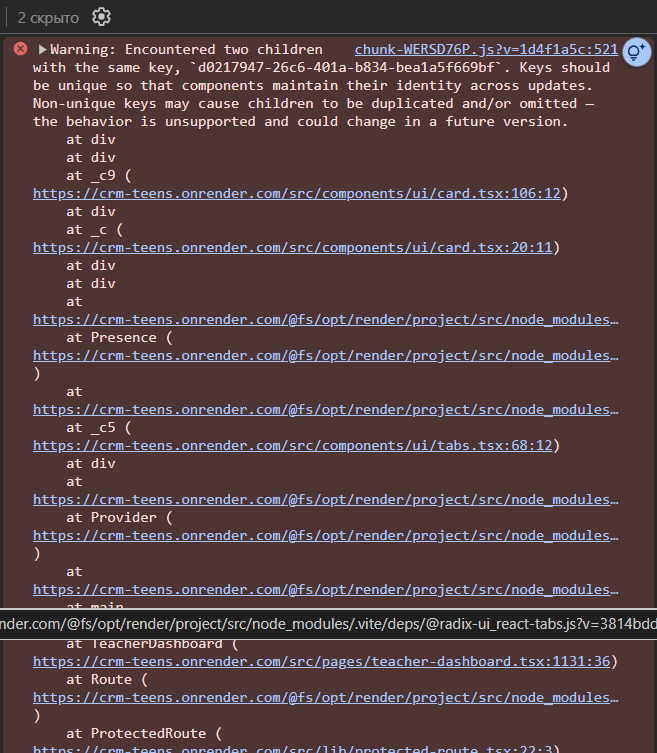 2 скрыто
Warning: Encountered two children chunk-WERSD76P.js?v=1d4f1a5c:521
with the same key, `d0217947-26c6-401a-b834-bea1a5f669bf`. Keys should
be unique so that components maintain their identity across updates.
Non-unique keys may cause children to be duplicated and/or omitted —
the behavior is unsupported and could change in a future version.
at div
at div
at _c9 (
https://crm-teens.onrender.com/src/components/ui/card.tsx:106:12)
at div
at _c (
https://crm-teens.onrender.com/src/components/ui/card.tsx:20:11)
at div
at div
at
https://crm-teens.onrender.com/@fs/opt/render/project/src/node_modules…
at Presence (
https://crm-teens.onrender.com/@fs/opt/render/project/src/node_modules…
)
at
https://crm-teens.onrender.com/@fs/opt/render/project/src/node_modules…
at _c5 (
https://crm-teens.onrender.com/src/components/ui/tabs.tsx:68:12)
at div
at
https://crm-teens.onrender.com/@fs/opt/render/project/src/node_modules…
at Provider (
https://crm-teens.onrender.com/@fs/opt/render/project/src/node_modules…
)
at
https://crm-teens.onrender.com/@fs/opt/render/project/src/node_modules…
at main
nder.com/@fs/opt/render/project/src/node_modules/.vite/deps/@radix-ui_react-tabs.js?v=3814bdd
at TeacherDashboard (
https://crm-teens.onrender.com/src/pages/teacher-dashboard.tsx:1131:36)
at Route (
https://crm-teens.onrender.com/@fs/opt/render/project/src/node_modules…
)
at ProtectedRoute (
https://crm-teens.onrender.com/src/lib/protected-route.tsx:22:3)